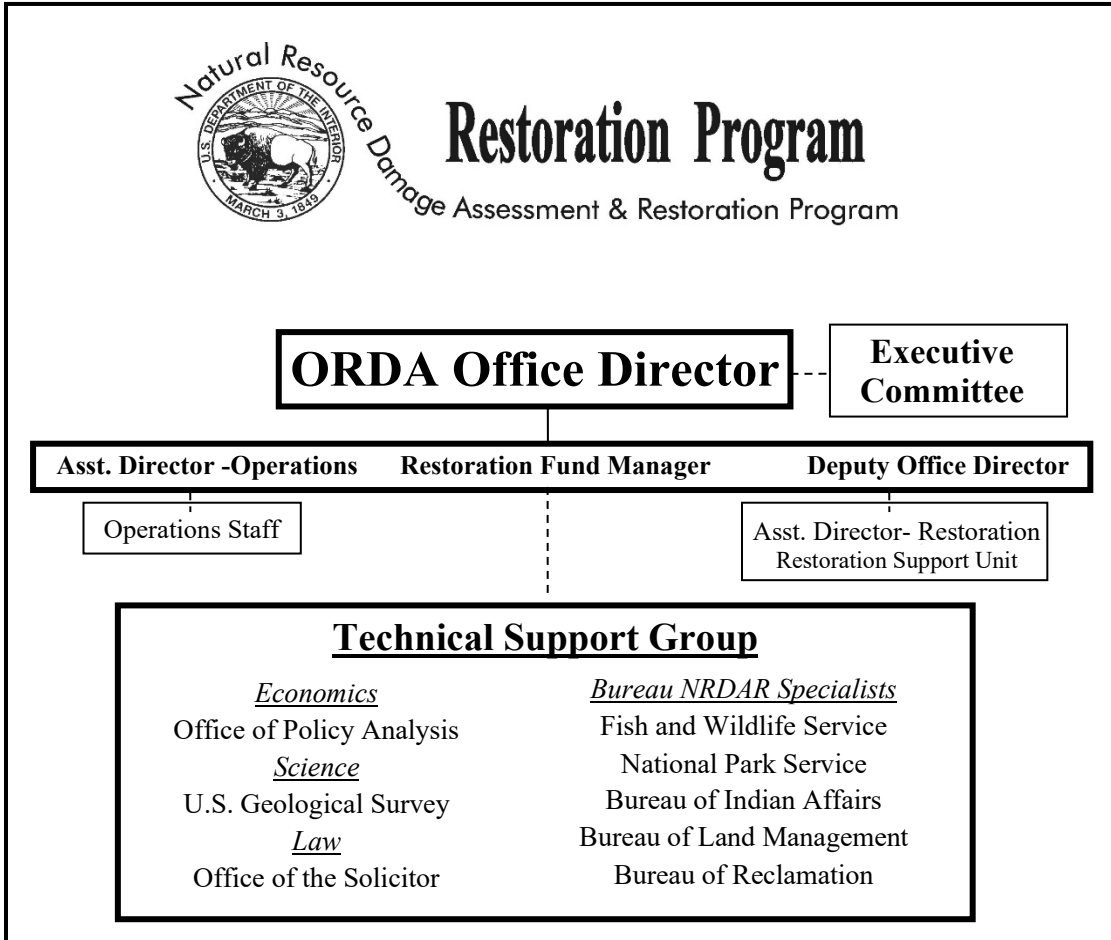 Natural Resource Damage Assessment & Restoration Program
U.S. DEPARTMENT OF THE INTERIOR
MARCH 3, 1849
Restoration Program
ORDA Office Director
Executive
Committee
Asst. Director -Operations Restoration Fund Manager Deputy Office Director
Operations Staff
Asst. Director- Restoration
Restoration Support Unit
Technical Support Group
Economics
Office of Policy Analysis
Science
U.S. Geological Survey
Law
Office of the Solicitor
Bureau NRDAR Specialists
Fish and Wildlife Service
National Park Service
Bureau of Indian Affairs
Bureau of Land Management
Bureau of Reclamation